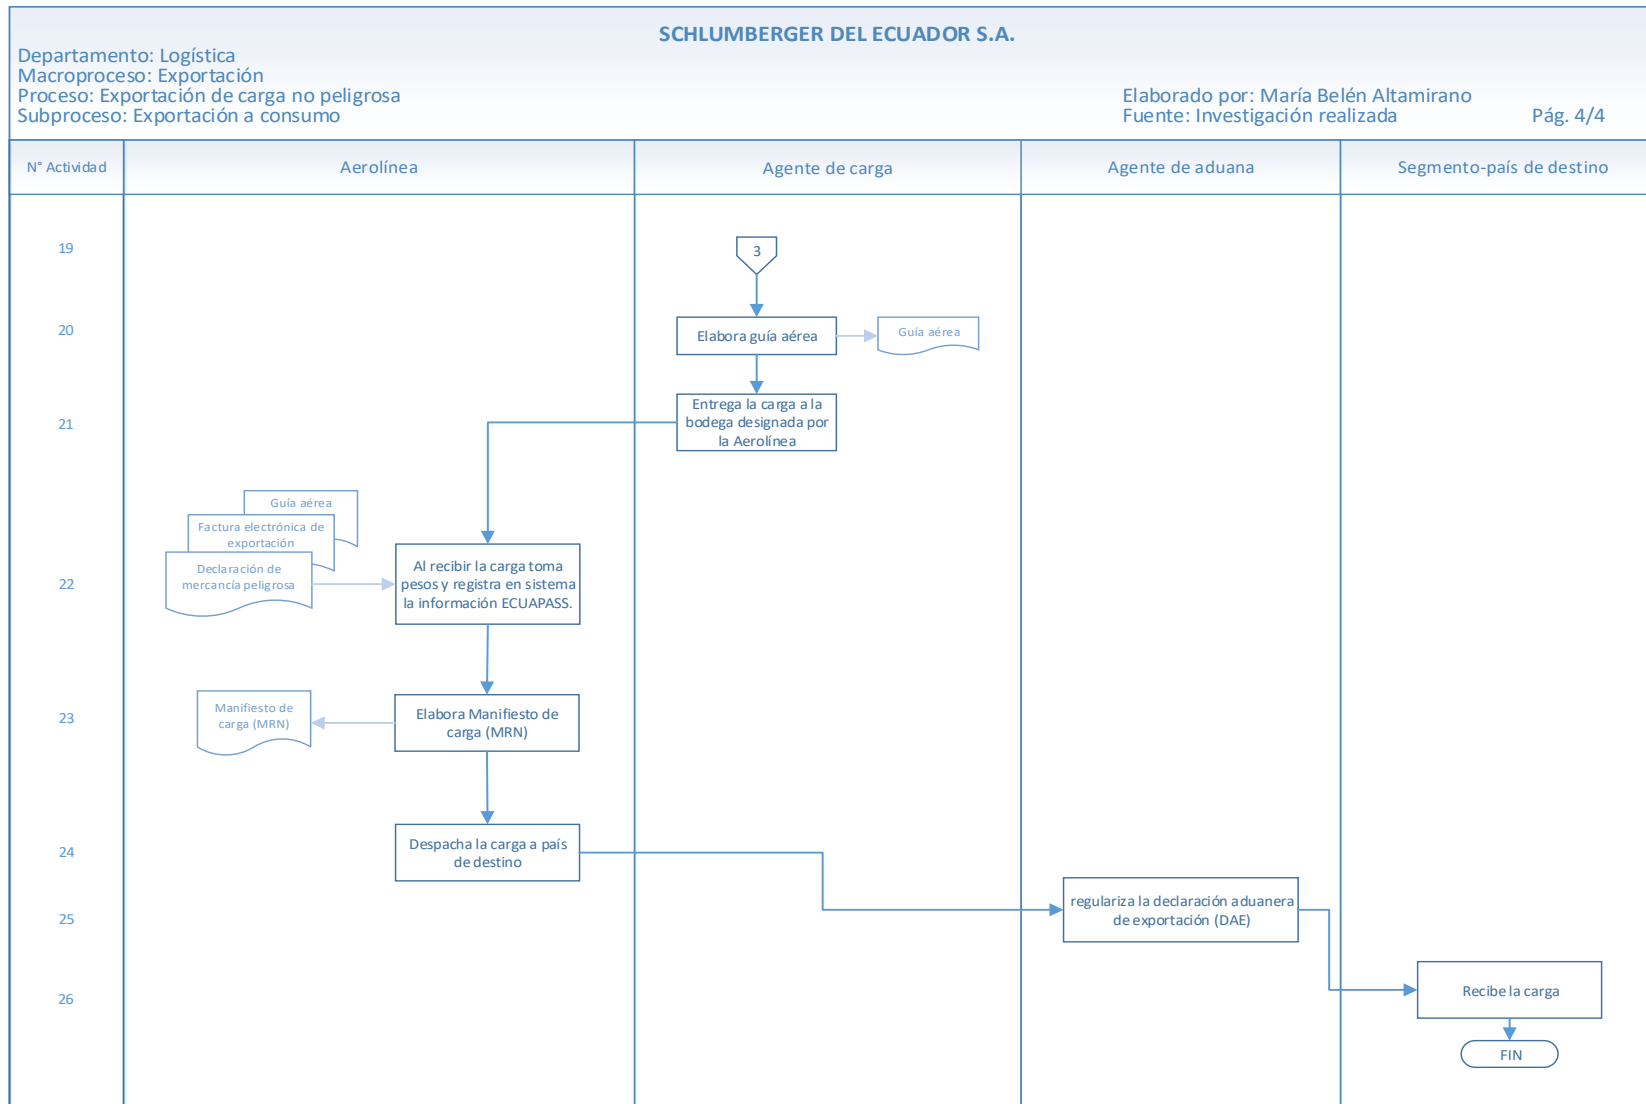 SCHLUMBERGER DEL ECUADOR S.A.
Departamento: Logística
Macroproceso: Exportación
Proceso: Exportación de carga no peligrosa
Subproceso: Exportación a consumo
Elaborado por: María Belén Altamirano
Fuente: Investigación realizada
Pág. 4/4
N° Actividad
Aerolínea
Agente de carga
Agente de aduana
Segmento-país de destino
19
3
20
Elabora guía aérea
Guía aérea
21
Entrega la carga a la
bodega designada por
la Aerolínea
Guía aérea
Factura electrónica de
exportación
Declaración de
mercancía peligrosa
22
Al recibir la carga toma
pesos y registra en sistema
la información ECUAPASS.
23
Manifiesto de
carga (MRN)
Elabora Manifiesto de
carga (MRN)
24
Despacha la carga a país
de destino
25
regulariza la declaración aduanera
de exportación (DAE)
26
Recibe la carga
FIN